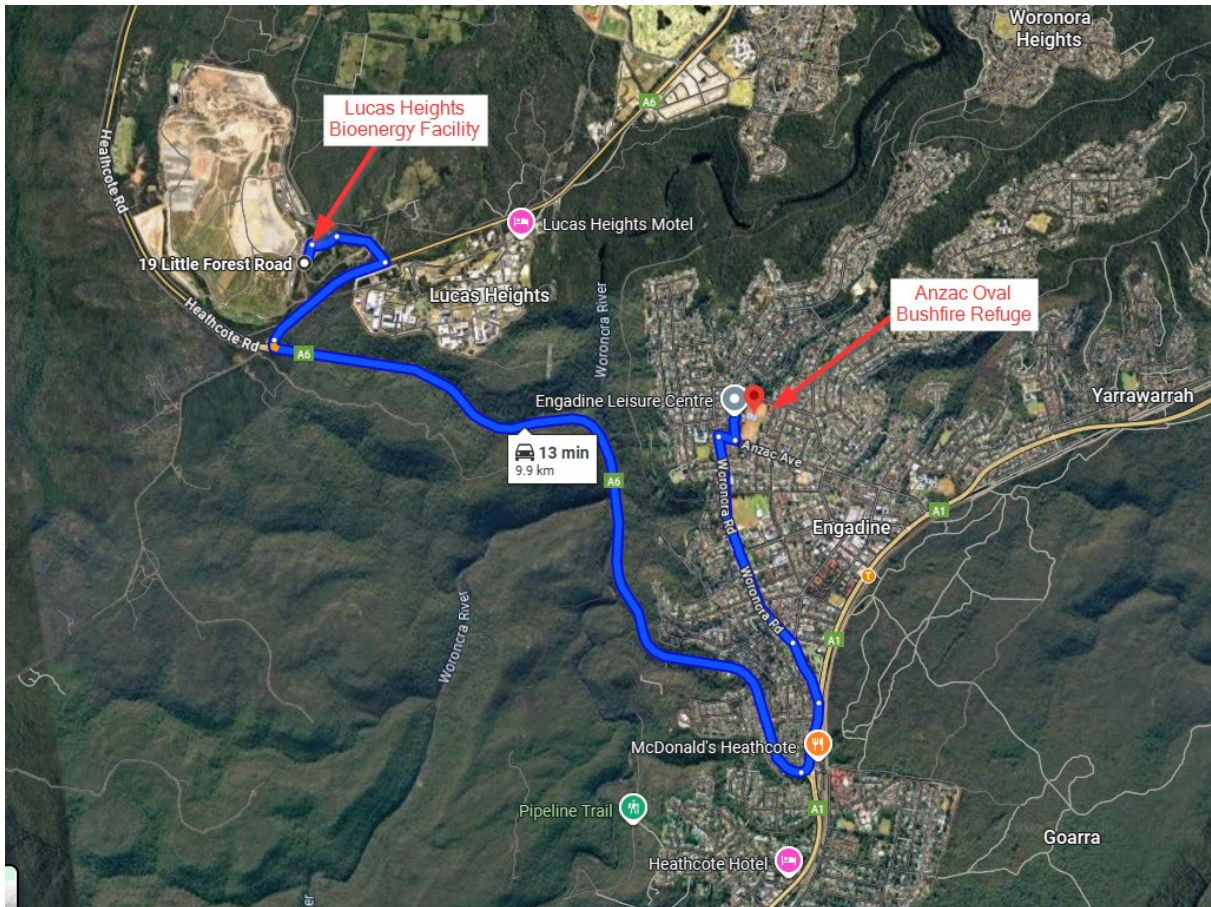 Woronora
Heights
A6
Lucas Heights
Bioenergy Facility
Heathcote Rd
Lucas Heights Motel
19 Little Forest Road
Lucas Heights
Woronora River
Anzac Oval
Bushfire Refuge
Heathcote Rd
A6
Engadine Leisure Centre
Yarrawarrah
13 min
9.9 km
Anzac Ave
Woronora Rd
A6
A1
Engadine
T
Woronora Rd
Woronora River
A1
McDonald's Heathcote
Pipeline Trail
A1
Goarra
Heathcote Hotel
er